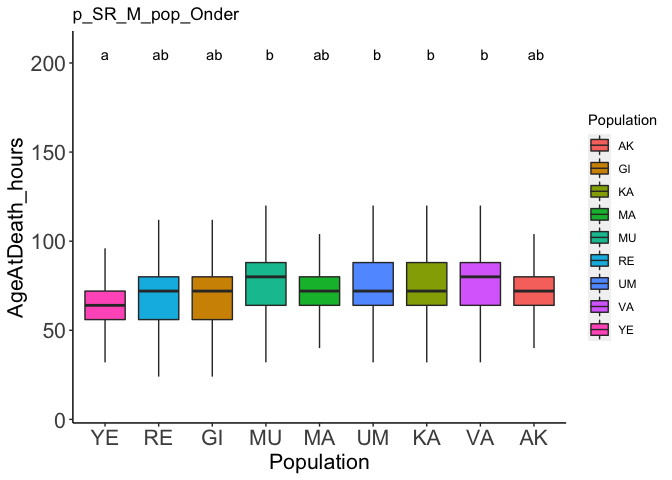 p_SR_M_pop_Onder
a ab ab b ab b b b ab
200
150
100
50
0
AgeAtDeath_hours
YE RE GI MU MA UM KA VA AK
Population
Population
AK
GI
KA
MA
MU
RE
UM
VA
YE